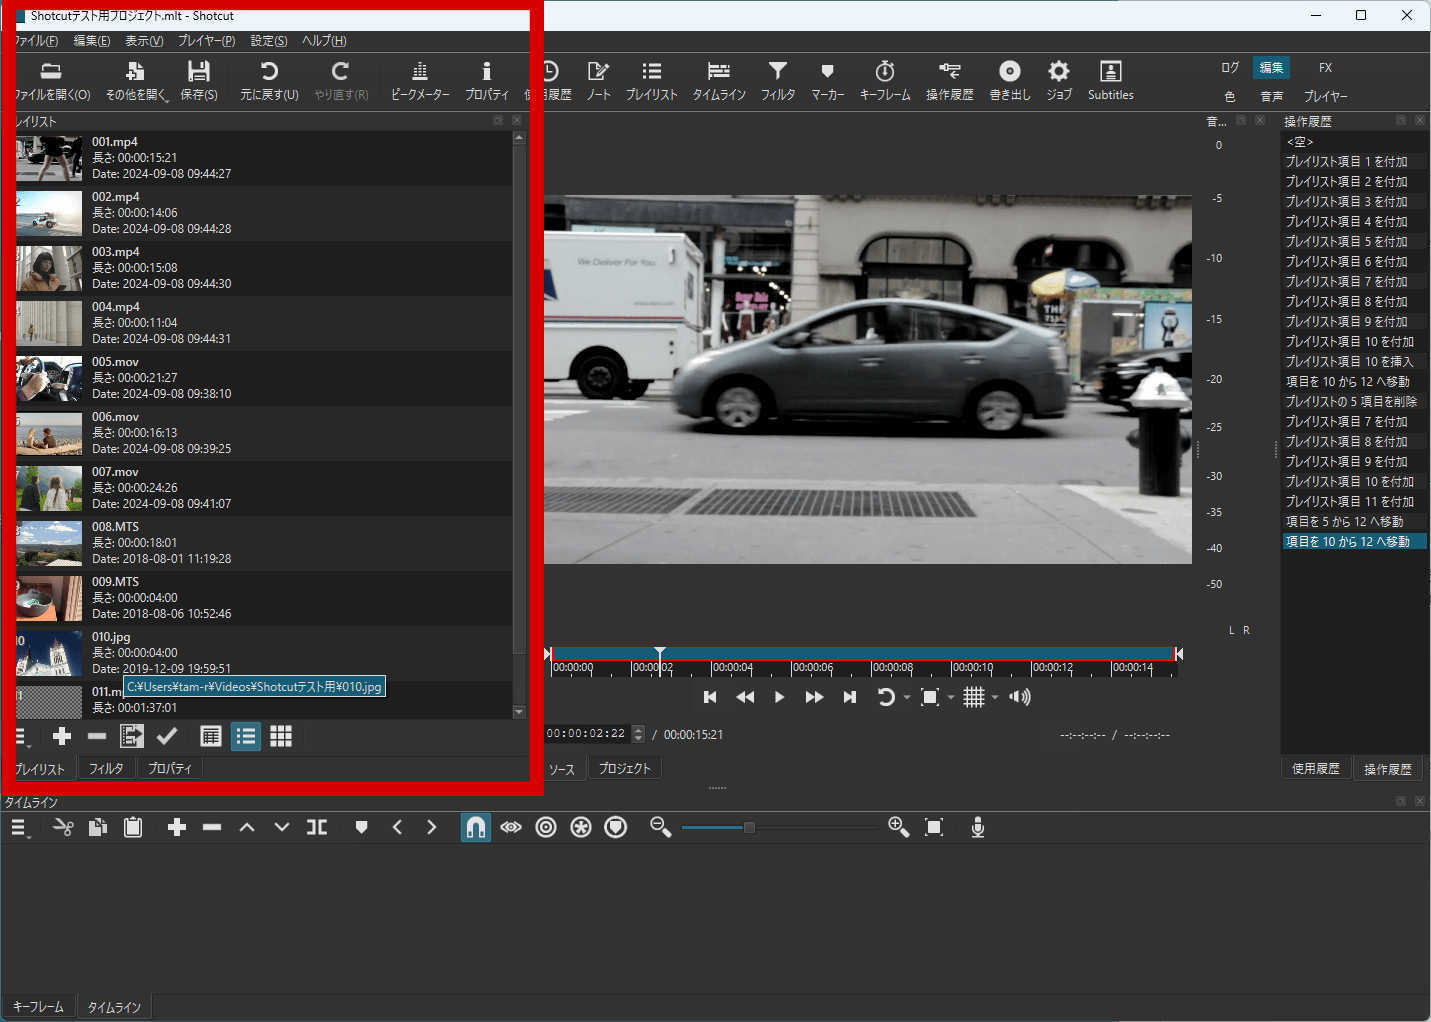 Shotcutテスト用プロジェクト.mlt - Shotcut
ファイル(F) 編集(E) 表示(V) プレイヤー(P) 設定(S) ヘルプ(H)
ファイルを開く(O) その他を開く 保存(S) 元に戻す(U) やり直す(R) ピークメーター プロパティ 使用履歴 ノート プレイリスト タイムライン フィルタ マーカー キーフレーム 操作履歴 書き出し ジョブ Subtitles
ログ 編集 FX
色 音声 プレイヤー
プレイリスト
001.mp4
長さ: 00:00:15:21
Date: 2024-09-08 09:44:27
2
002.mp4
長さ: 00:00:14:06
Date: 2024-09-08 09:44:28
003.mp4
長さ: 00:00:15:08
Date: 2024-09-08 09:44:30
004.mp4
長さ: 00:00:11:04
Date: 2024-09-08 09:44:31
005.mov
長さ: 00:00:21:27
Date: 2024-09-08 09:38:10
006.mov
長さ: 00:00:16:13
Date: 2024-09-08 09:39:25
007.mov
長さ: 00:00:24:26
Date: 2024-09-08 09:41:07
008.MTS
長さ: 00:00:18:01
Date: 2018-08-01 11:19:28
009.MTS
長さ: 00:00:04:00
Date: 2018-08-06 10:52:46
10
010.jpg
長さ: 00:00:04:00
Date: 2019-12-09 19:59:51
C:¥Users¥tam-r¥Videos¥Shotcutテスト用¥010.jpg
011.m
長さ: 00:01:37:01
プレイリスト フィルタ プロパティ
We Deliver For You.
THE
00:00:00 00:00:02 00:00:04 00:00:06 00:00:08 00:00:10 00:00:12 00:00:14
00:00:02:22 / 00:00:15:21
--:--:--:-- / --:--:--:--
ソース プロジェクト
音...
0
-5
-10
-15
-20
-25
-30
-35
-40
-50
L R
操作履歴
<空>
プレイリスト項目 1 を付加
プレイリスト項目 2 を付加
プレイリスト項目 3 を付加
プレイリスト項目 4 を付加
プレイリスト項目 5 を付加
プレイリスト項目 6 を付加
プレイリスト項目 7 を付加
プレイリスト項目 8 を付加
プレイリスト項目 9 を付加
プレイリスト項目 10 を付加
プレイリスト項目 10 を挿入
項目を 10 から 12 へ移動
プレイリストの 5 項目を削除
プレイリスト項目 7 を付加
プレイリスト項目 8 を付加
プレイリスト項目 9 を付加
プレイリスト項目 10 を付加
プレイリスト項目 11 を付加
項目を 5 から 12 へ移動
項目を 10 から 12 へ移動
使用履歴 操作履歴
タイムライン
キーフレーム タイムライン